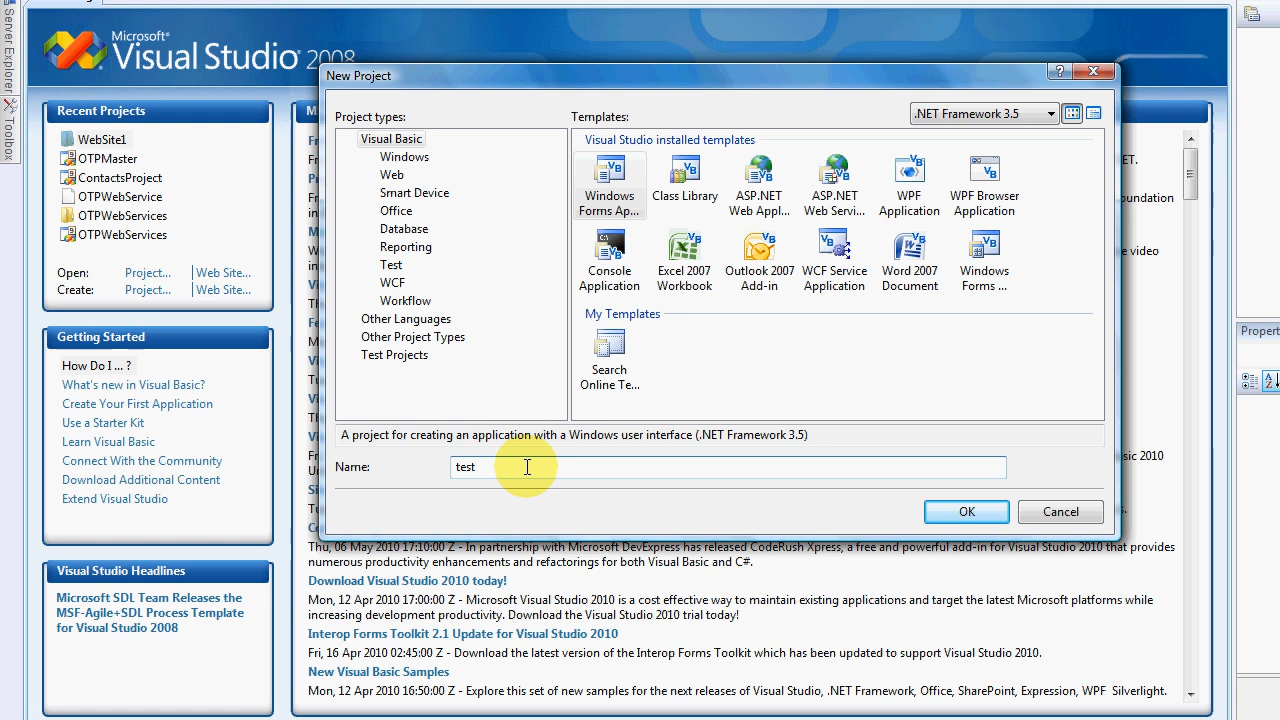 Server Explorer
Toolbox
Microsoft®
Visual Studio® 2008
Recent Projects
WebSite1
OTPMaster
ContactsProject
OTPWebService
OTPWebServices
OTPWebServices
Open: Project... | Web Site...
Create: Project... | Web Site...
Getting Started
How Do I ... ?
What's new in Visual Basic?
Create Your First Application
Use a Starter Kit
Learn Visual Basic
Connect With the Community
Download Additional Content
Extend Visual Studio
Visual Studio Headlines
Microsoft SDL Team Releases the
MSF-Agile+SDL Process Template
for Visual Studio 2008
New Project
Project types:
Visual Basic
Windows
Web
Smart Device
Office
Database
Reporting
Test
WCF
Workflow
Other Languages
Other Project Types
Test Projects
Templates:
.NET Framework 3.5
Visual Studio installed templates
Windows Forms Ap...
Class Library
ASP.NET Web Appl...
ASP.NET Web Servi...
WPF Application
WPF Browser Application
Console Application
Excel 2007 Workbook
Outlook 2007 Add-in
WCF Service Application
Word 2007 Document
Windows Forms ...
My Templates
Search Online Te...
A project for creating an application with a Windows user interface (.NET Framework 3.5)
Name: test
OK
Cancel
Thu, 06 May 2010 17:10:00 Z - In partnership with Microsoft DevExpress has released CodeRush Xpress, a free and powerful add-in for Visual Studio 2010 that provides
numerous productivity enhancements and refactorings for both Visual Basic and C#.
Download Visual Studio 2010 today!
Mon, 12 Apr 2010 17:00:00 Z - Microsoft Visual Studio 2010 is a cost effective way to maintain existing applications and target the latest Microsoft platforms while
increasing development productivity. Download the Visual Studio 2010 trial today!
Interop Forms Toolkit 2.1 Update for Visual Studio 2010
Fri, 16 Apr 2010 02:45:00 Z - Download the latest version of the Interop Forms Toolkit which has been updated to support Visual Studio 2010.
New Visual Basic Samples
Mon, 12 Apr 2010 16:50:00 Z - Explore this set of new samples for the next releases of Visual Studio, .NET Framework, Office, SharePoint, Expression, WPF Silverlight.